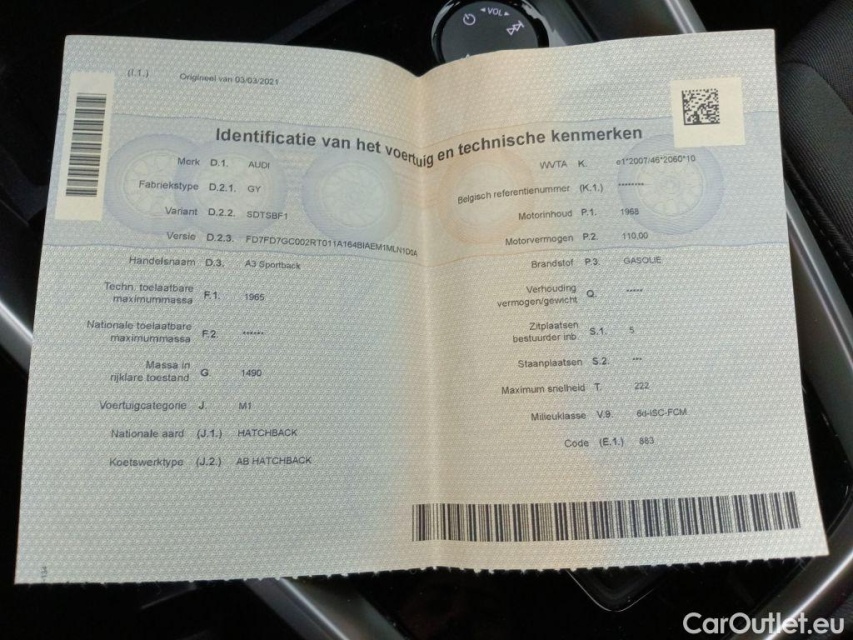 VOL
(I.1.) Origineel van 03/03/2021
Identificatie van het voertuig en technische kenmerken
Merk D.1. AUDI
Fabriekstype D.2.1. GY
Variant D.2.2. SDTSBF1
Versie D.2.3. FD7FD7GC002RT011A164BIAEM1MLN1D0A
Handelsnaam D.3. A3 Sportback
Techn. toelaatbare
maximummassa F.1. 1965
Nationale toelaatbare
maximummassa F.2. ******
Massa in
rijklare toestand G. 1490
Voertuigcategorie J. M1
Nationale aard (J.1.) HATCHBACK
Koetswerktype (J.2.) AB HATCHBACK
WVTA K. e1*2007/46*2060*10
Belgisch referentienummer (K.1.) ********
Motorinhoud P.1. 1968
Motorvermogen P.2. 110,00
Brandstof P.3. GASOLIE
Verhouding
vermogen/gewicht Q. *****
Zitplaatsen
bestuurder inb. S.1. 5
Staanplaatsen S.2. ***
Maximum snelheid T. 222
Milieuklasse V.9. 6d-ISC-FCM
Code (E.1.) 883
CarOutlet.eu